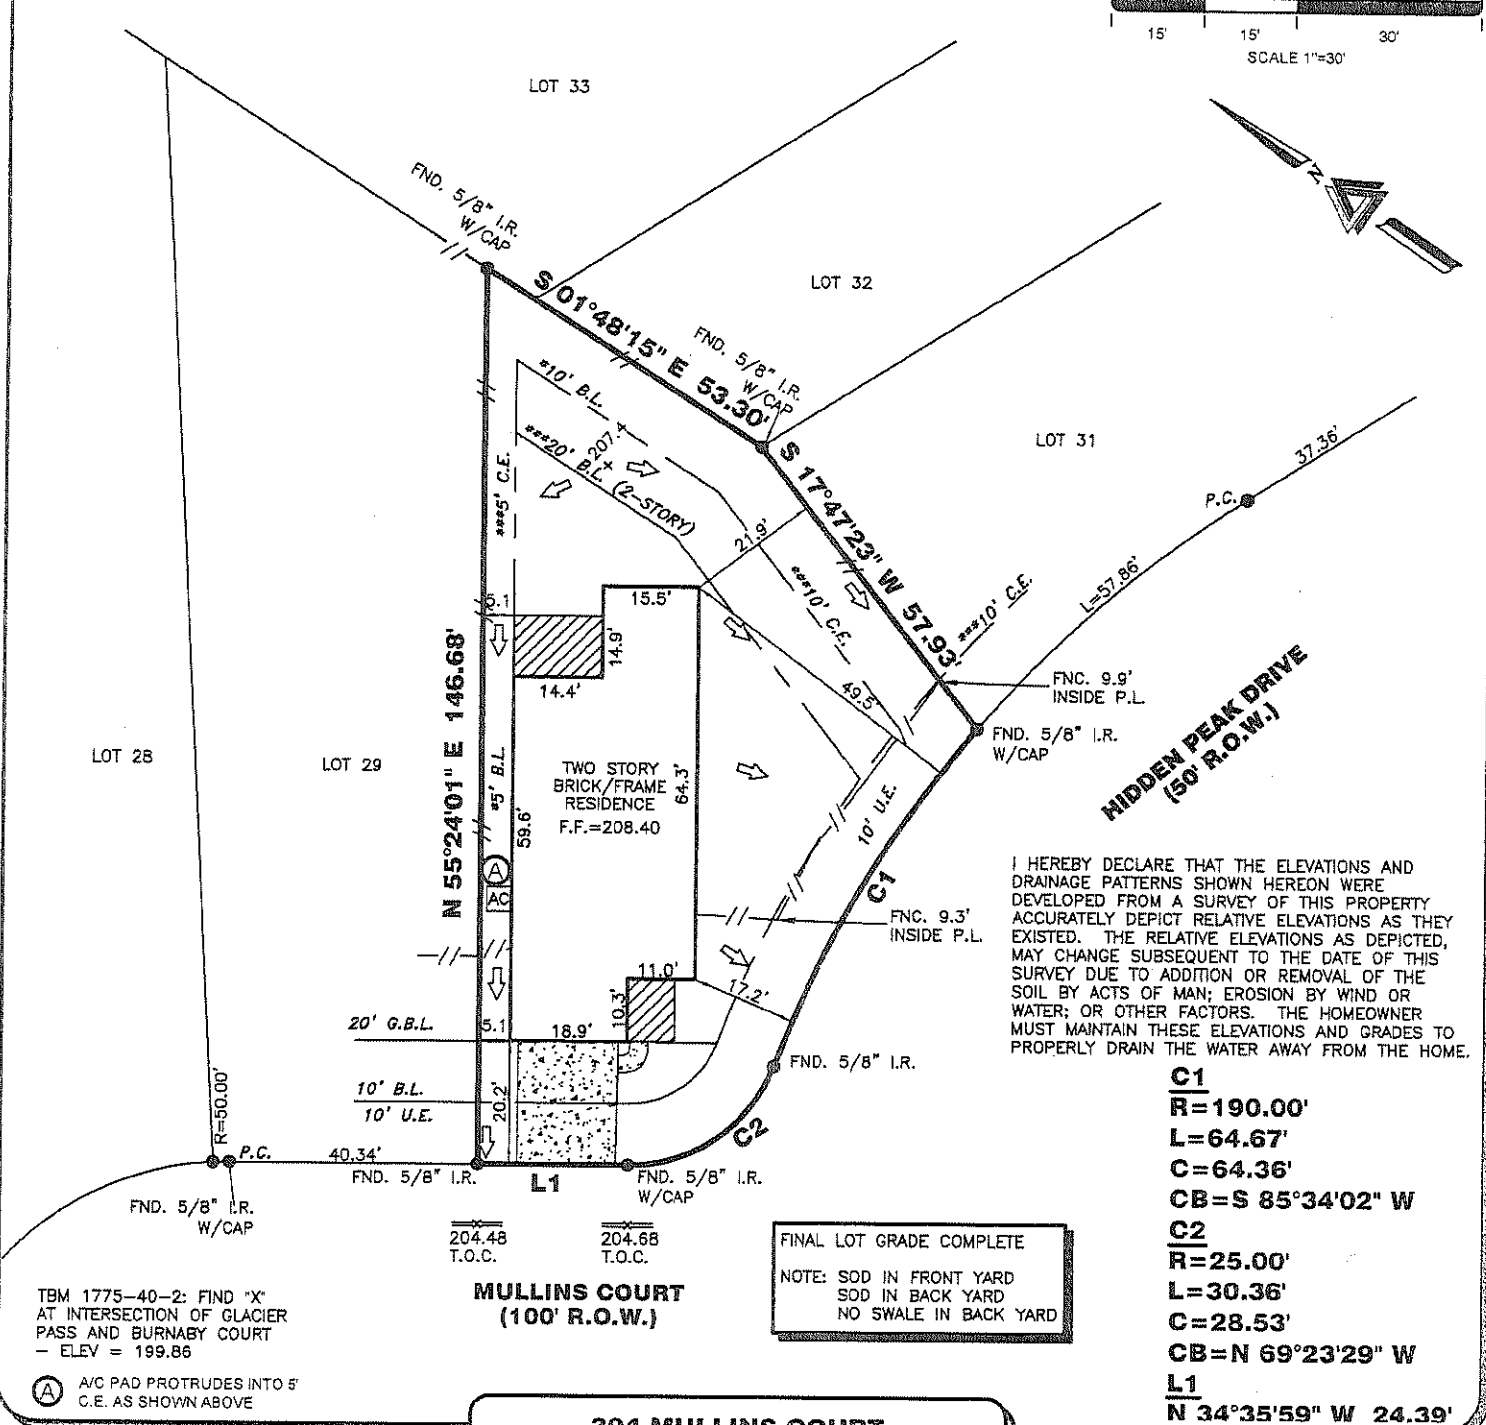 15'
15'
30'
SCALE 1"=30'
LOT 33
FND. 5/8" I.R.
W/CAP
N
S 01°48'15" E 53.30'
LOT 32
FND. 5/8" I.R.
W/CAP
*10' B.L.
207.4
***20' B.L. (2-STORY)
***5' C.E.
S 17°47'23" W 57.93'
LOT 31
37.36'
P.C.
L=57.86'
21.9'
***10' C.E.
***10' C.E.
15.5'
5.1
14.9'
14.4'
FNC. 9.9'
INSIDE P.L.
49.5'
FND. 5/8" I.R.
W/CAP
HIDDEN PEAK DRIVE
(50' R.O.W.)
LOT 28
LOT 29
N 55°24'01" E 146.68'
*5' B.L.
59.6'
TWO STORY
BRICK/FRAME
RESIDENCE
F.F.=208.40
64.3'
10' U.E.
A
AC
C1
FNC. 9.3'
INSIDE P.L.
I HEREBY DECLARE THAT THE ELEVATIONS AND
DRAINAGE PATTERNS SHOWN HEREON WERE
DEVELOPED FROM A SURVEY OF THIS PROPERTY
ACCURATELY DEPICT RELATIVE ELEVATIONS AS THEY
EXISTED. THE RELATIVE ELEVATIONS AS DEPICTED,
MAY CHANGE SUBSEQUENT TO THE DATE OF THIS
SURVEY DUE TO ADDITION OR REMOVAL OF THE
SOIL BY ACTS OF MAN; EROSION BY WIND OR
WATER; OR OTHER FACTORS. THE HOMEOWNER
MUST MAINTAIN THESE ELEVATIONS AND GRADES TO
PROPERLY DRAIN THE WATER AWAY FROM THE HOME.
11.0'
10.3'
17.2'
20' G.B.L.
5.1
18.9'
FND. 5/8" I.R.
10' B.L.
10' U.E.
20.2'
R=50.00'
P.C.
40.34'
FND. 5/8" I.R.
L1
C2
FND. 5/8" I.R.
W/CAP
FND. 5/8" I.R.
W/CAP
204.48
T.O.C.
204.68
T.O.C.
MULLINS COURT
(100' R.O.W.)
FINAL LOT GRADE COMPLETE
NOTE: SOD IN FRONT YARD
SOD IN BACK YARD
NO SWALE IN BACK YARD
C1
R=190.00'
L=64.67'
C=64.36'
CB=S 85°34'02" W
C2
R=25.00'
L=30.36'
C=28.53'
CB=N 69°23'29" W
L1
N 34°35'59" W 24.39'
TBM 1775-40-2: FIND "X"
AT INTERSECTION OF GLACIER
PASS AND BURNABY COURT
- ELEV = 199.86
A A/C PAD PROTRUDES INTO 5'
C.E. AS SHOWN ABOVE
MULLINS COURT